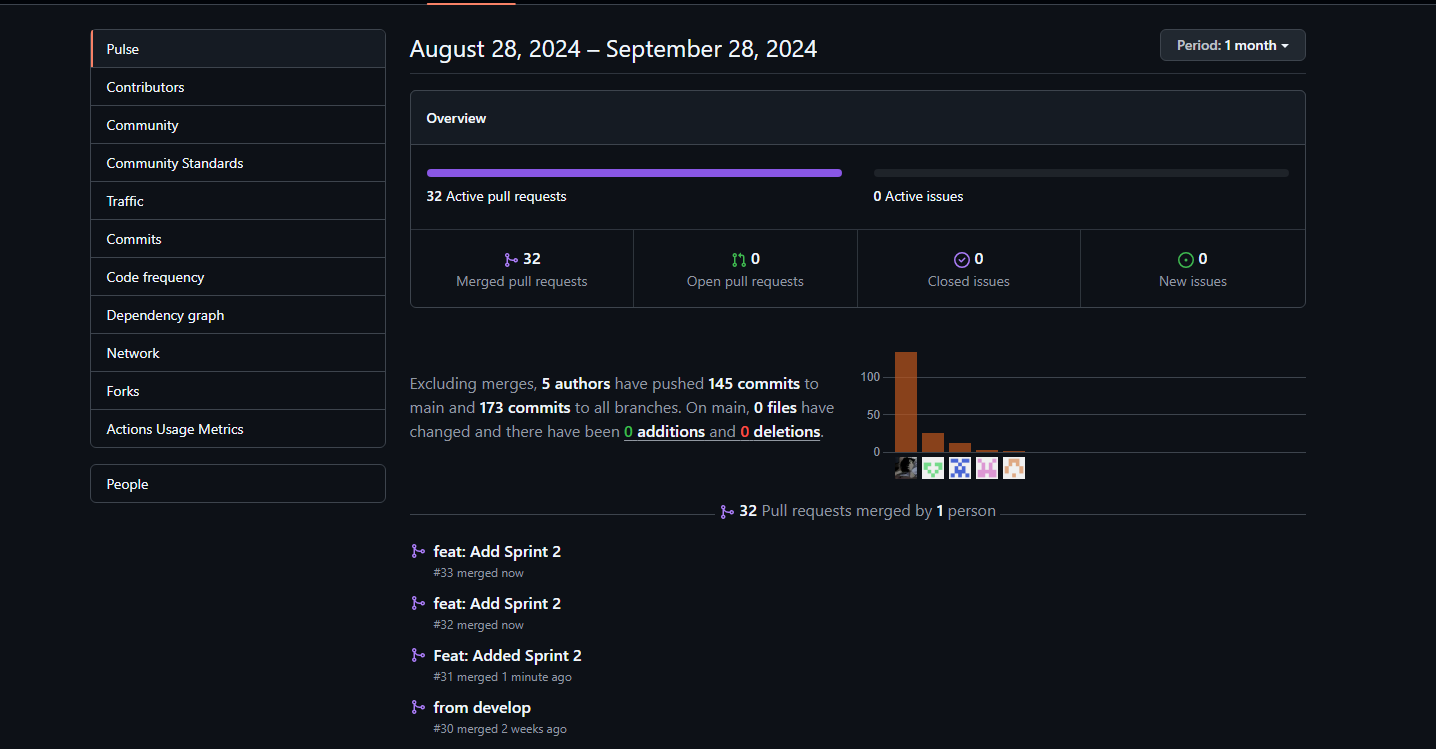 Pulse
Contributors
Community
Community Standards
Traffic
Commits
Code frequency
Dependency graph
Network
Forks
Actions Usage Metrics
People
August 28, 2024 – September 28, 2024
Period: 1 month
Overview
32 Active pull requests
0 Active issues
32
Merged pull requests
0
Open pull requests
0
Closed issues
0
New issues
Excluding merges, 5 authors have pushed 145 commits to
main and 173 commits to all branches. On main, 0 files have
changed and there have been 0 additions and 0 deletions.
100
50
0
32 Pull requests merged by 1 person
feat: Add Sprint 2
#33 merged now
feat: Add Sprint 2
#32 merged now
Feat: Added Sprint 2
#31 merged 1 minute ago
from develop
#30 merged 2 weeks ago